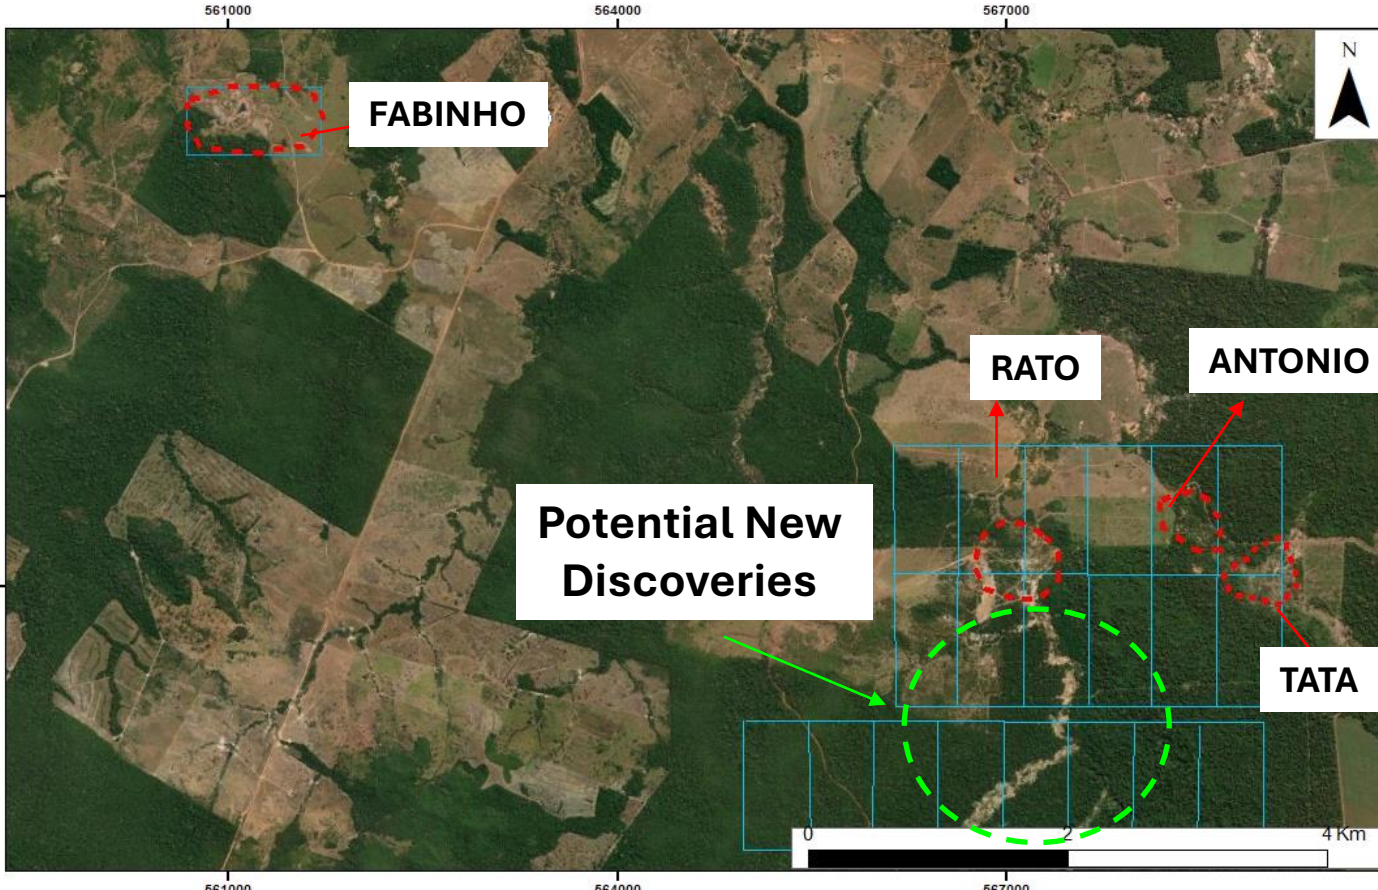 561000 564000 567000
N
FABINHO
RATO
ANTONIO
Potential New
Discoveries
TATA
0 2 4 Km
561000 564000 567000